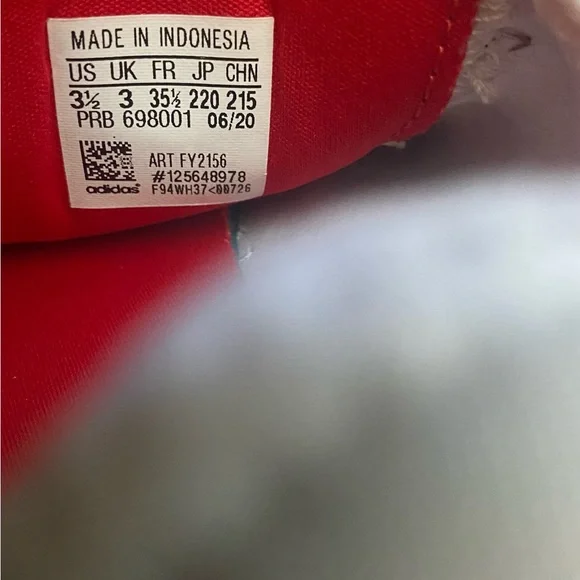 MADE IN INDONESIA
US UK FR JP CHN
3½ 3 35½ 220 215
PRB 698001 06/20
ART FY2156
#125648978
adidas F94WH37<00726